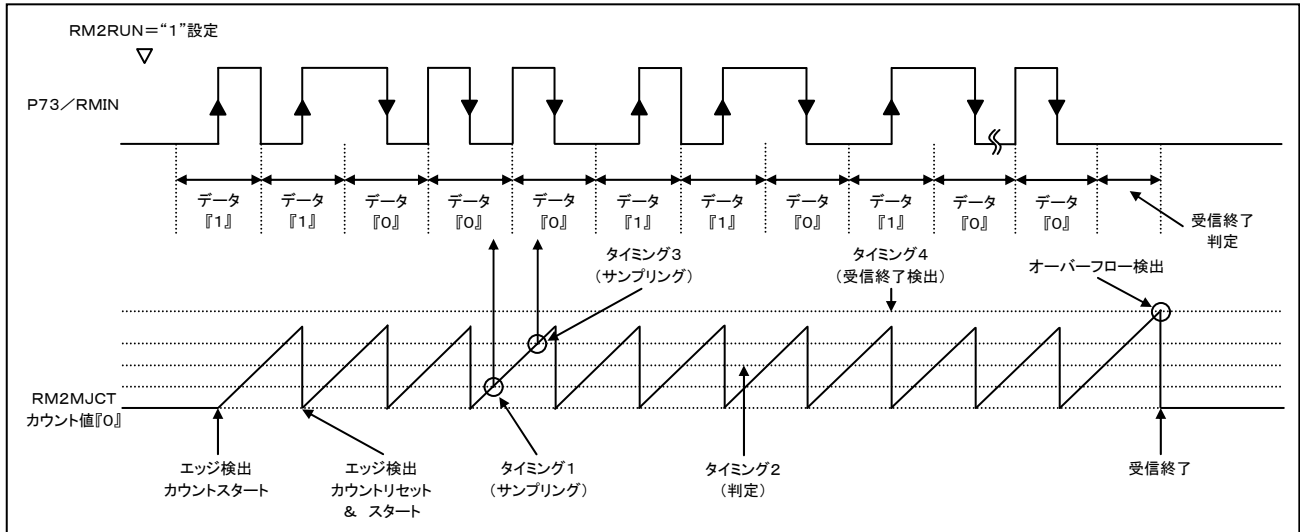 RM2RUN=“1”設定
P73/RMIN
データ データ データ データ データ データ データ データ データ データ データ
『1』 『1』 『0』 『0』 『0』 『1』 『1』 『0』 『1』 『0』 『0』
受信終了
判定
タイミング3
(サンプリング)
タイミング4
(受信終了検出)
オーバーフロー検出
RM2MJCT
カウント値『0』
エッジ検出
カウントスタート
エッジ検出
カウントリセット
& スタート
タイミング1
(サンプリング)
タイミング2
(判定)
受信終了